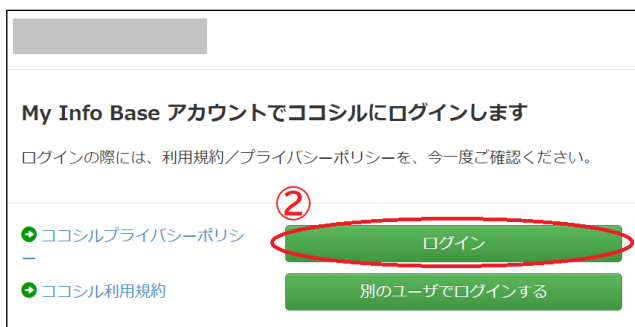 My Info Base アカウントでココシルにログインします
ログインの際には、利用規約／プライバシーポリシーを、今一度ご確認ください。
②
ココシルプライバシーポリシ
ー
ログイン
ココシル利用規約
別のユーザでログインする